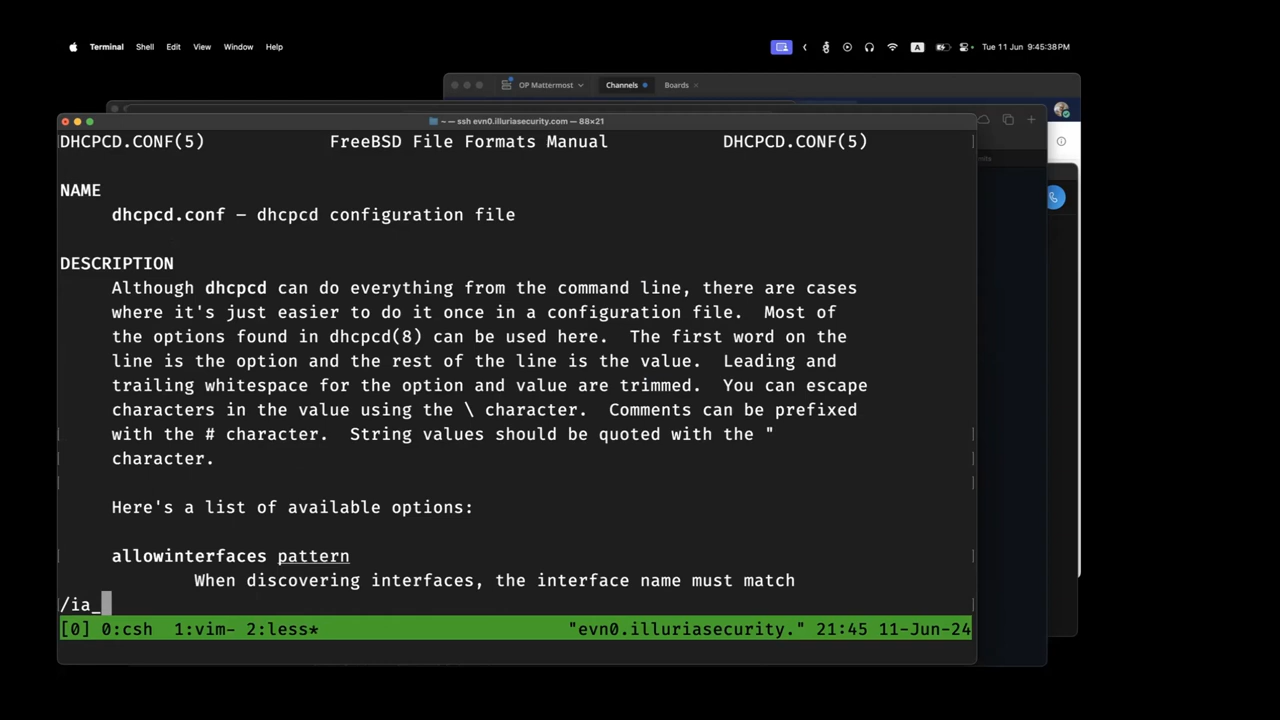 Terminal Shell Edit View Window Help A Tue 11 Jun 9:45:38 PM
OP Mattermost Channels Boards
~ — ssh evn0.illuriasecurity.com — 88×21
DHCPCD.CONF(5) FreeBSD File Formats Manual DHCPCD.CONF(5)
NAME
dhcpcd.conf – dhcpcd configuration file
DESCRIPTION
Although dhcpcd can do everything from the command line, there are cases
where it's just easier to do it once in a configuration file. Most of
the options found in dhcpcd(8) can be used here. The first word on the
line is the option and the rest of the line is the value. Leading and
trailing whitespace for the option and value are trimmed. You can escape
characters in the value using the \ character. Comments can be prefixed
with the # character. String values should be quoted with the "
character.
Here's a list of available options:
allowinterfaces pattern
When discovering interfaces, the interface name must match
/ia_
[0] 0:csh 1:vim- 2:less* "evn0.illuriasecurity." 21:45 11-Jun-24